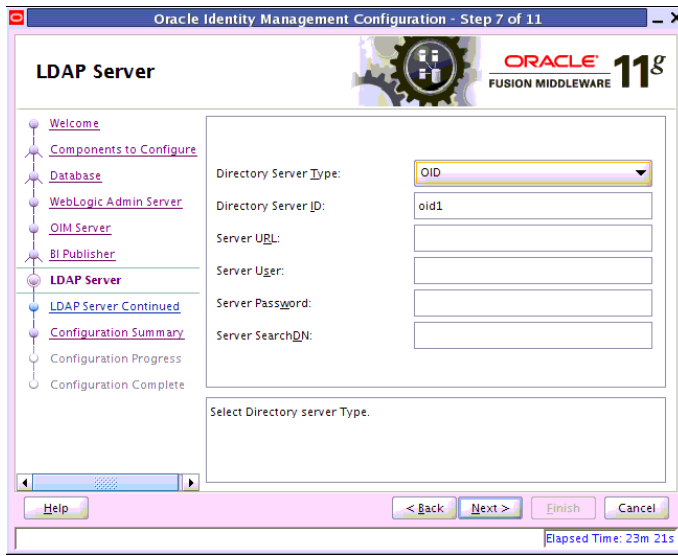 Oracle Identity Management Configuration - Step 7 of 11
LDAP Server
ORACLE
FUSION MIDDLEWARE 11g
Welcome
Components to Configure
Database
WebLogic Admin Server
OIM Server
BI Publisher
LDAP Server
LDAP Server Continued
Configuration Summary
Configuration Progress
Configuration Complete
Directory Server Type: OID
Directory Server ID: oid1
Server URL:
Server User:
Server Password:
Server SearchDN:
Select Directory server Type.
Help < Back Next > Finish Cancel
Elapsed Time: 23m 21s